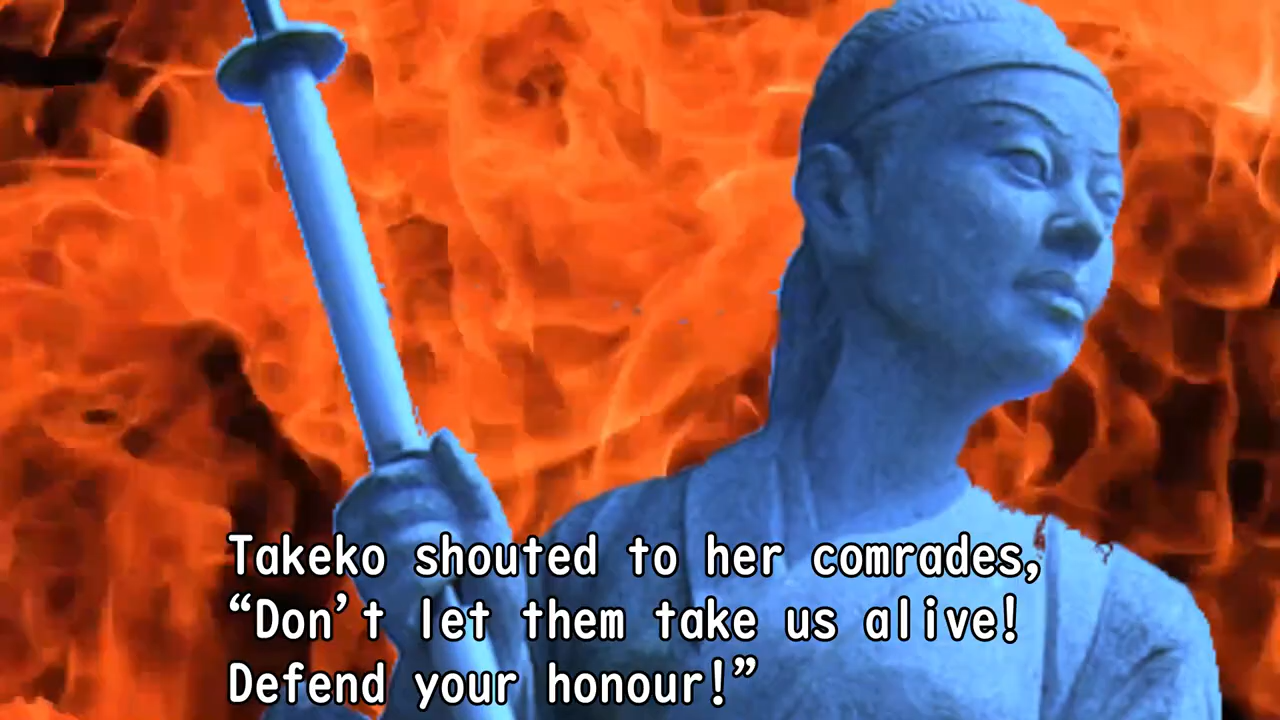 Takeko shouted to her comrades,
“Don’t let them take us alive!
Defend your honour!”